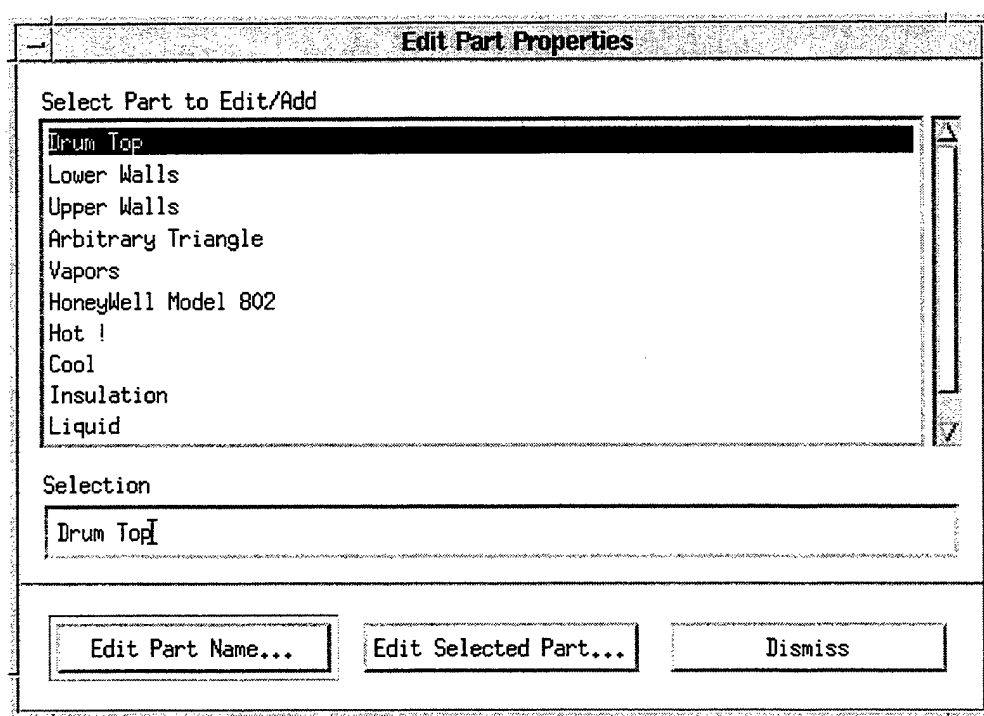 Edit Part Properties
Select Part to Edit/Add
Drum Top
Lower Walls
Upper Walls
Arbitrary Triangle
Vapors
HoneyWell Model 802
Hot !
Cool
Insulation
Liquid
Selection
Drum Top
Edit Part Name...
Edit Selected Part...
Dismiss